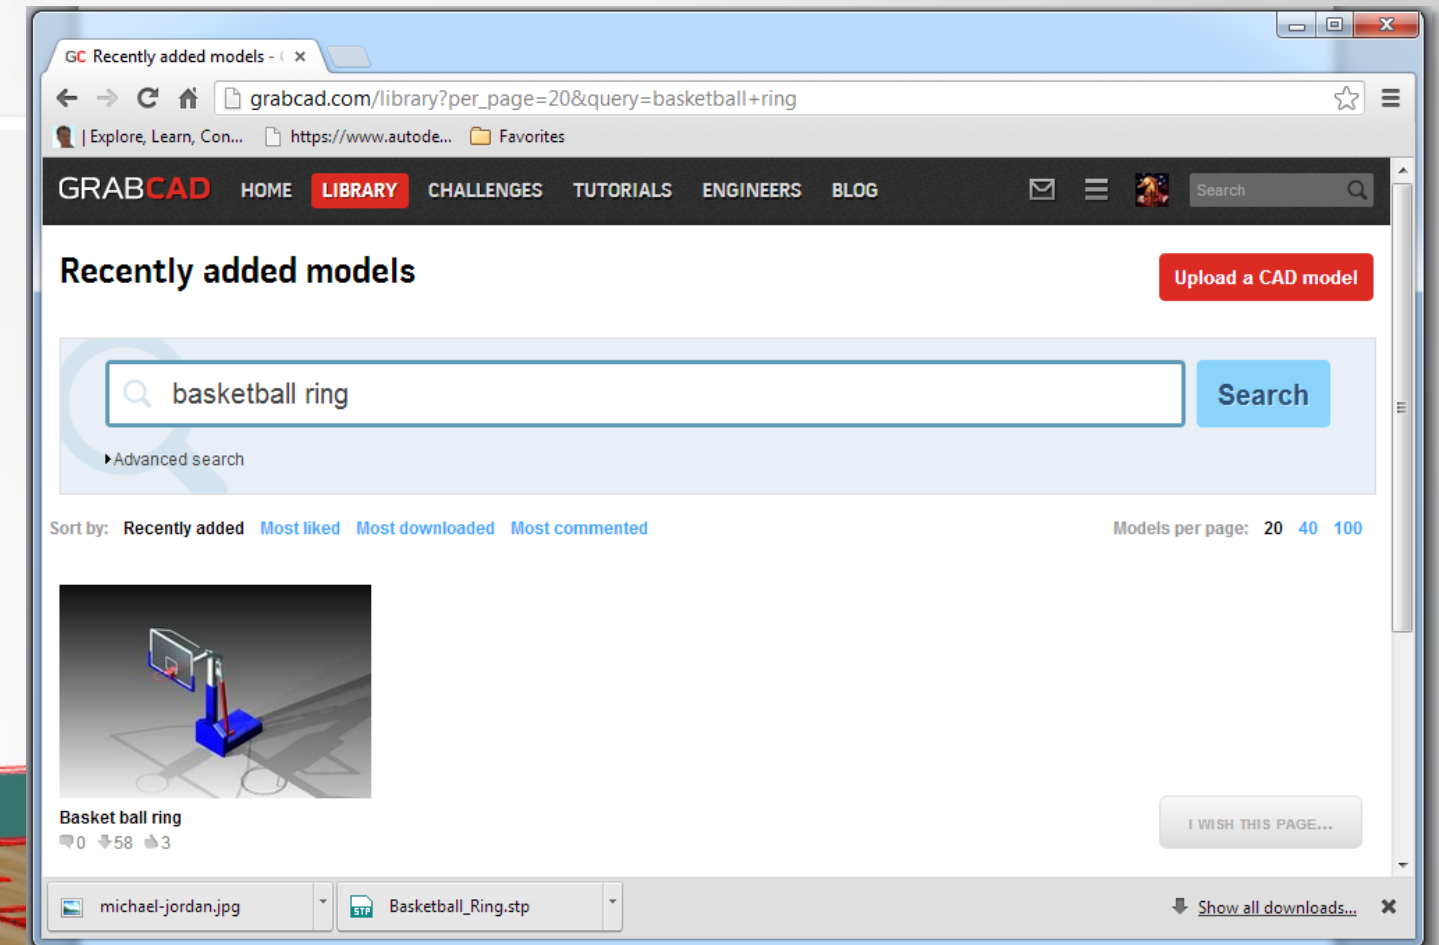 GC Recently added models - (
grabcad.com/library?per_page=20&query=basketball+ring
| Explore, Learn, Con... https://www.autode... Favorites
GRABCAD HOME LIBRARY CHALLENGES TUTORIALS ENGINEERS BLOG Search
Recently added models
Upload a CAD model
basketball ring
Search
Advanced search
Sort by: Recently added Most liked Most downloaded Most commented Models per page: 20 40 100
Basket ball ring
0 58 3
I WISH THIS PAGE...
michael-jordan.jpg STP Basketball_Ring.stp Show all downloads...